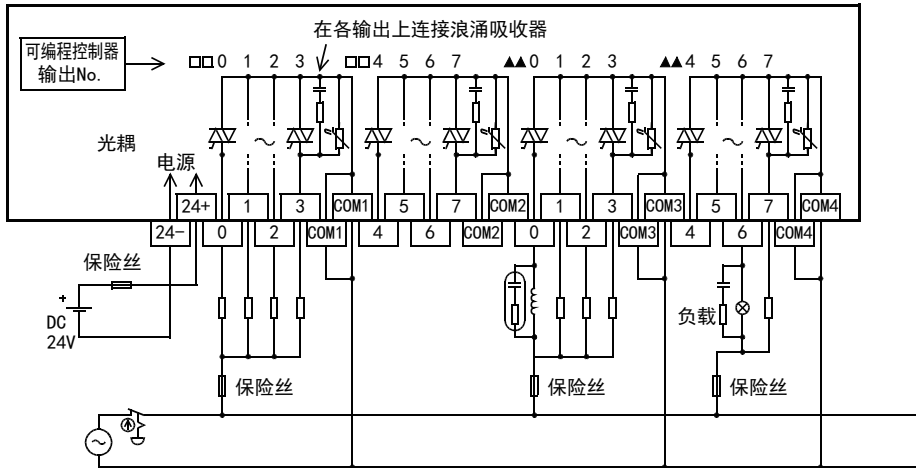 在各输出上连接浪涌吸收器
可编程控制器
输出No.
□□0 1 2 3 □□4 5 6 7 ▲▲0 1 2 3 ▲▲4 5 6 7
光耦
电源
24+ 1 3 COM1 5 7 COM2 1 3 COM3 5 7 COM4
24- 0 2 COM1 4 6 COM2 0 2 COM3 4 6 COM4
保险丝
+
DC
24V
负载
保险丝 保险丝 保险丝